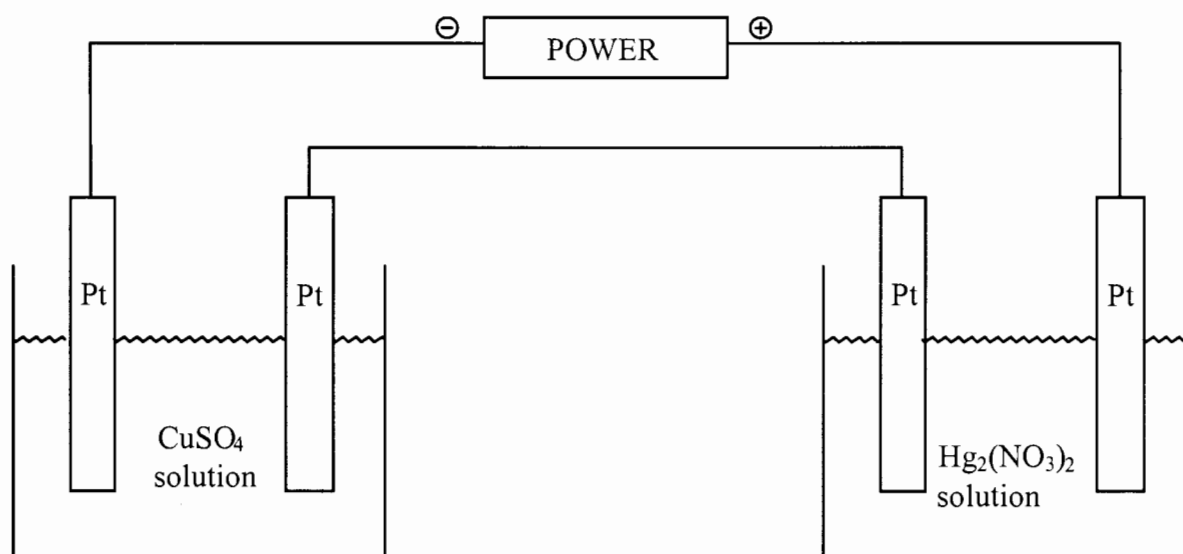 ⊖ POWER ⊕
Pt Pt Pt Pt
CuSO₄
solution
Hg₂(NO₃)₂
solution